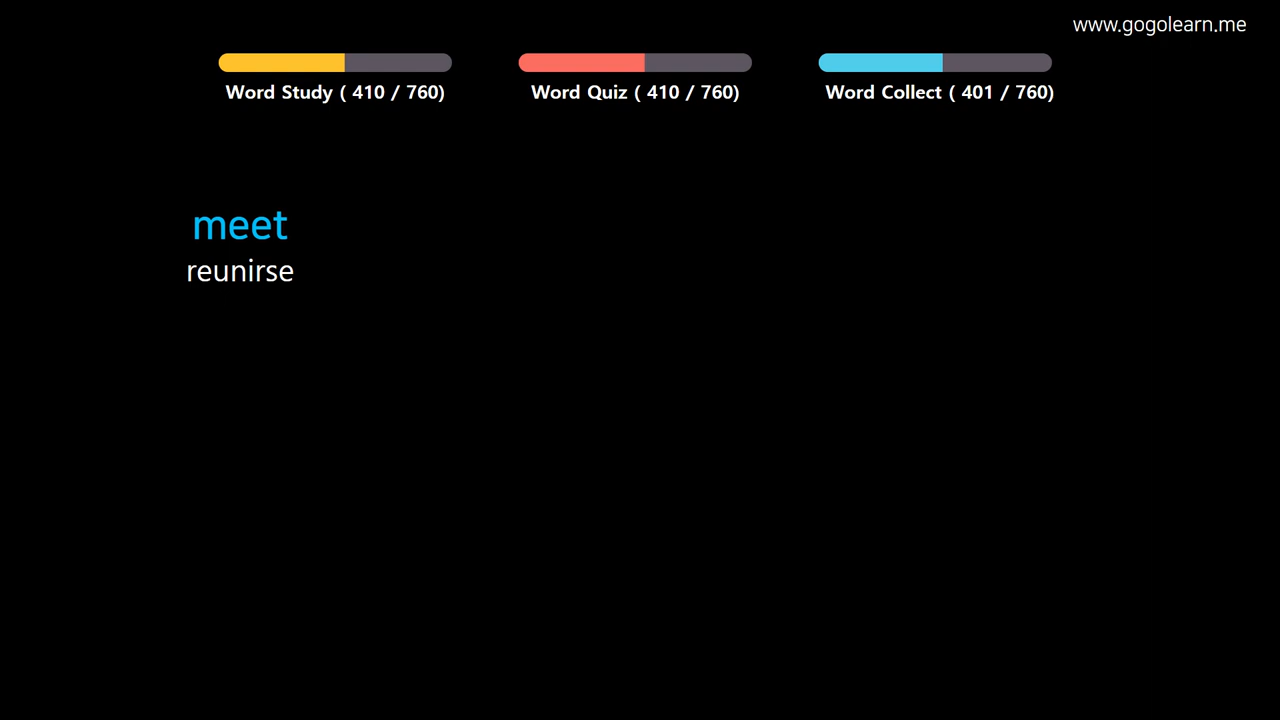 www.gogolearn.me
Word Study ( 410 / 760)
Word Quiz ( 410 / 760)
Word Collect ( 401 / 760)
meet
reunirse